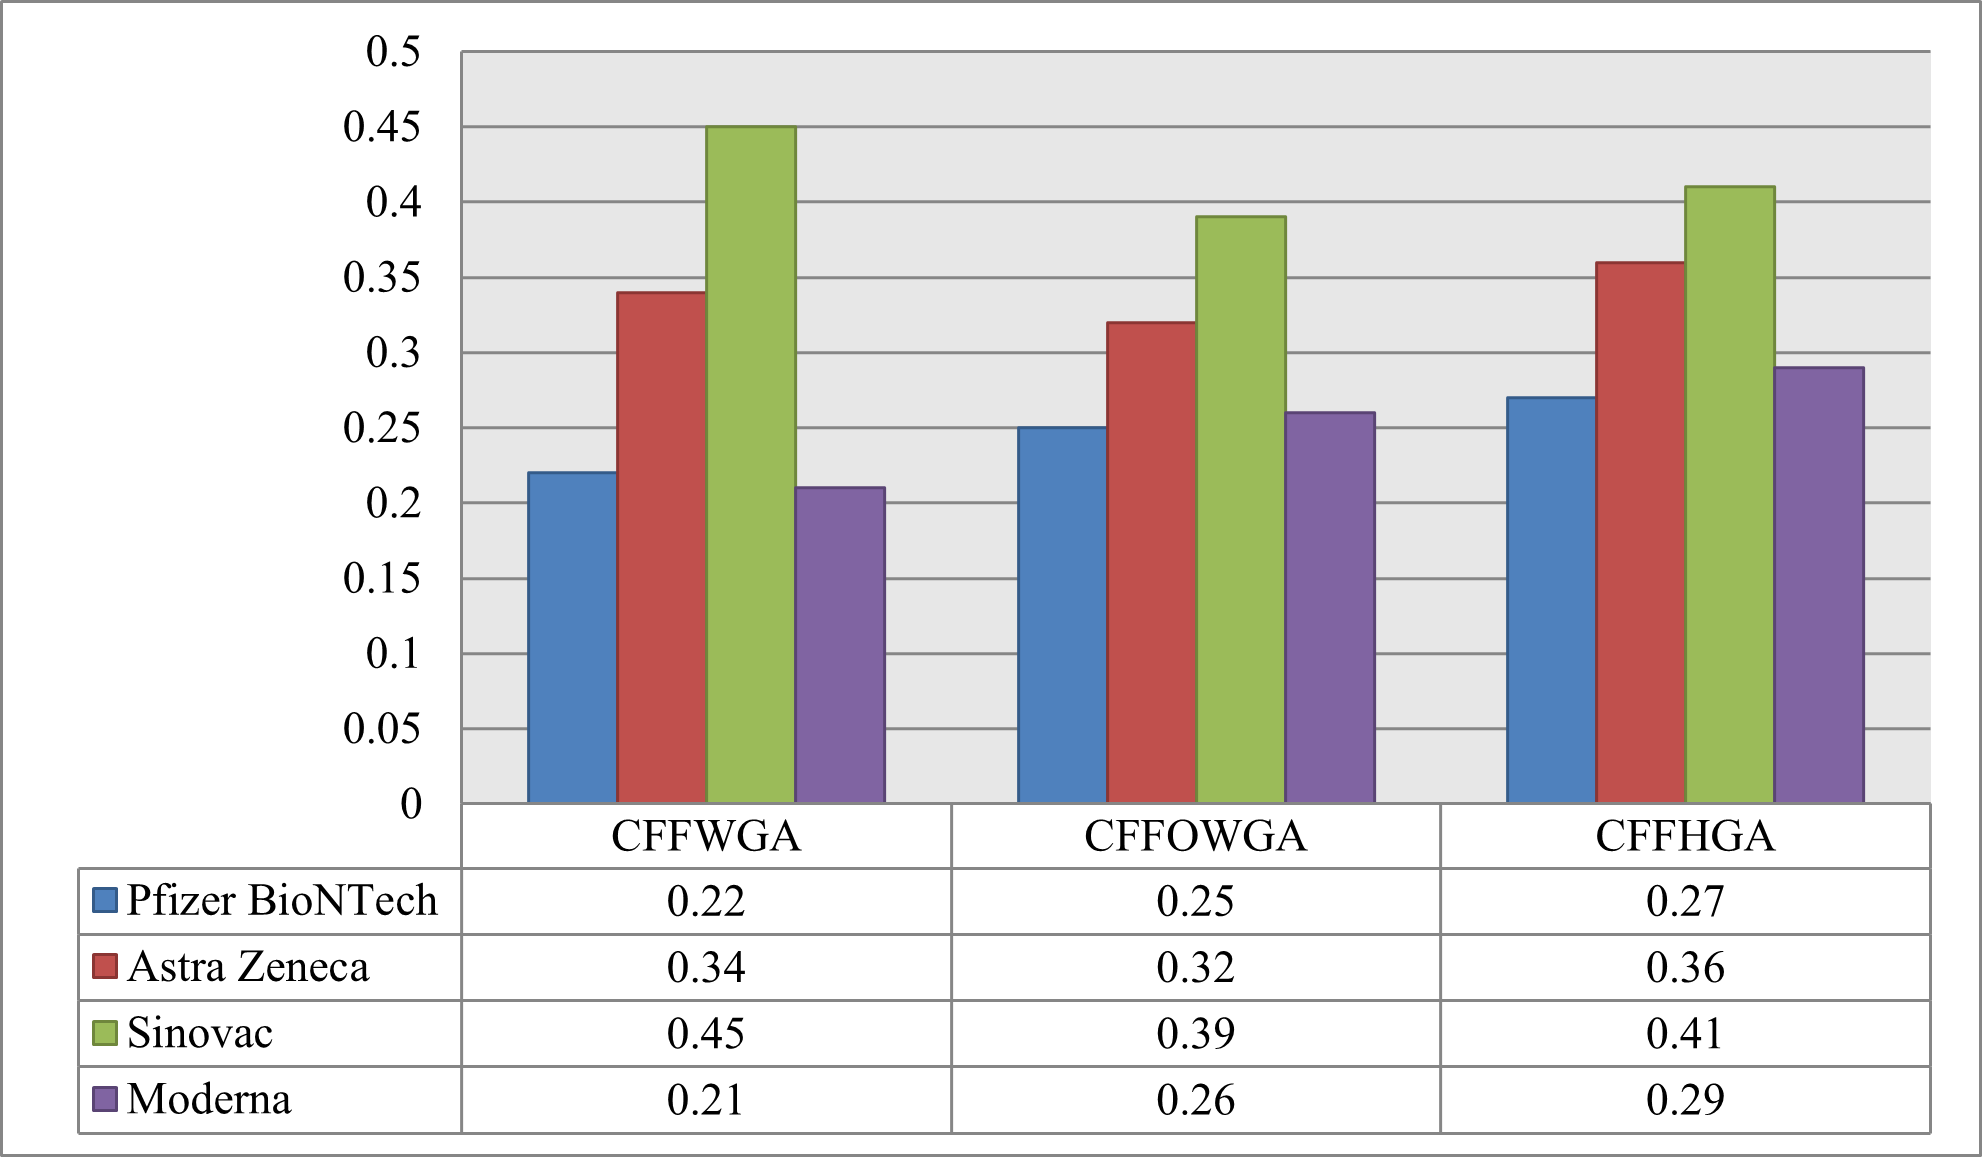 0.5
0.45
0.4
0.35
0.3
0.25
0.2
0.15
0.1
0.05
0
CFFWGA CFFOWGA CFFHGA
Pfizer BioNTech 0.22 0.25 0.27
Astra Zeneca 0.34 0.32 0.36
Sinovac 0.45 0.39 0.41
Moderna 0.21 0.26 0.29